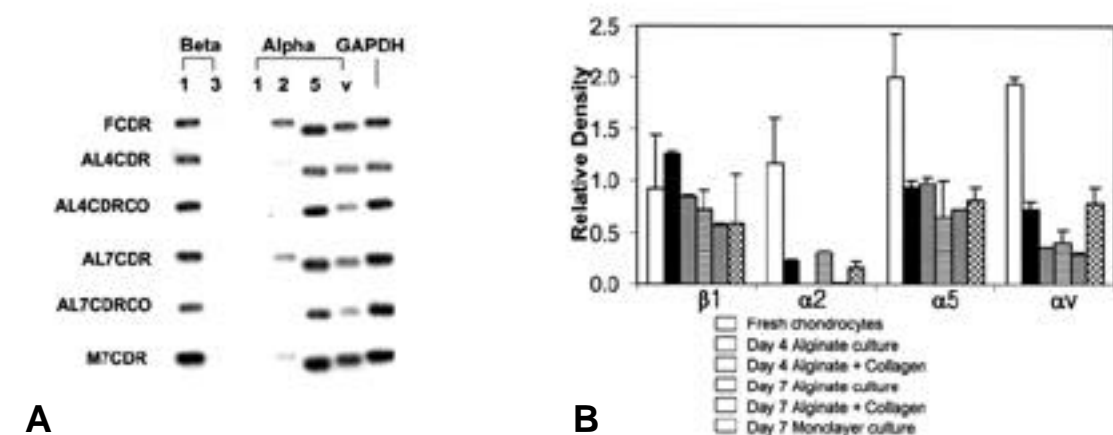 Beta Alpha GAPDH
1 3 1 2 5 v
FCDR
AL4CDR
AL4CDRCO
AL7CDR
AL7CDRCO
M7CDR
A
Relative Density
2.5
2.0
1.5
1.0
0.5
0.0
β1 α2 α5 αv
Fresh chondrocytes
Day 4 Alginate culture
Day 4 Alginate + Collagen
Day 7 Alginate culture
Day 7 Alginate + Collagen
Day 7 Monolayer culture
B